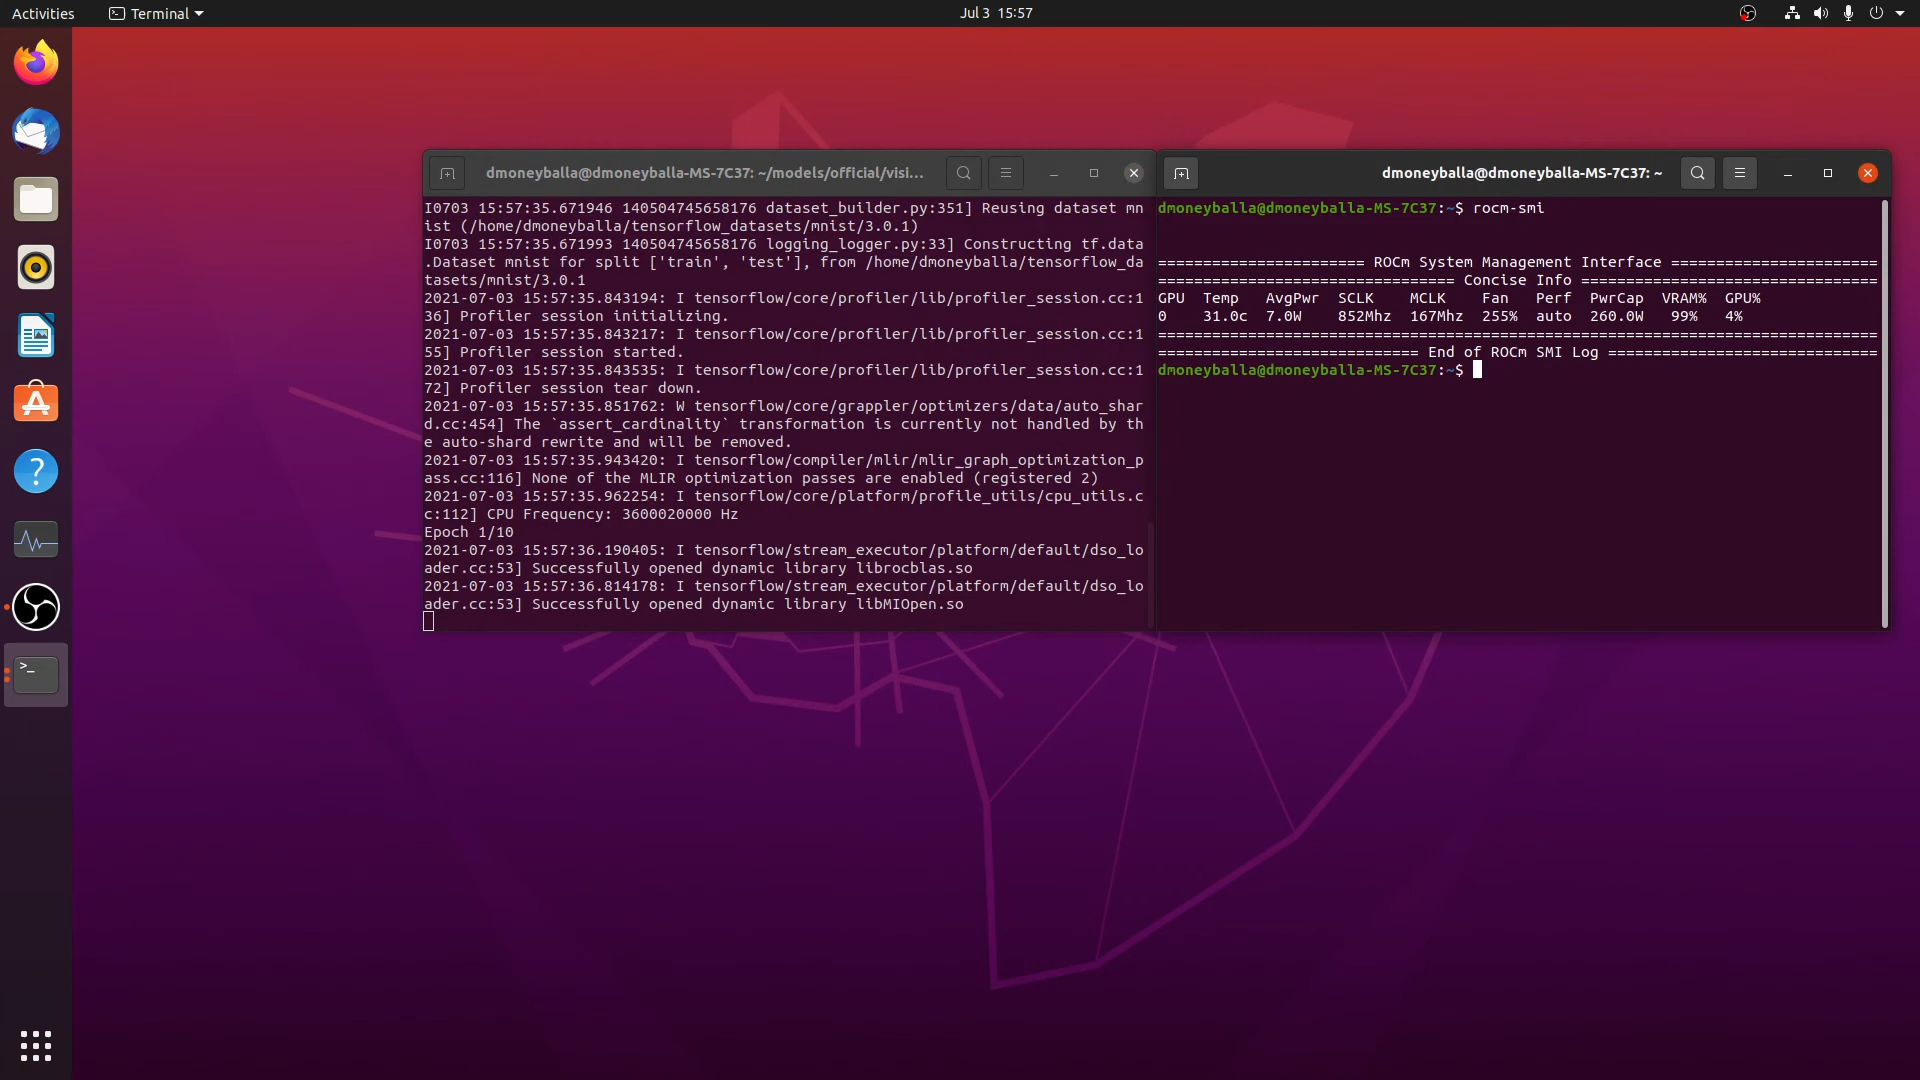 Activities
Terminal
Jul 3 15:57
dmoneyballa@dmoneyballa-MS-7C37: ~/models/official/visi...
I0703 15:57:35.671946 140504745658176 dataset_builder.py:351] Reusing dataset mn
ist (/home/dmoneyballa/tensorflow_datasets/mnist/3.0.1)
I0703 15:57:35.671993 140504745658176 logging_logger.py:33] Constructing tf.data
.Dataset mnist for split ['train', 'test'], from /home/dmoneyballa/tensorflow_da
tasets/mnist/3.0.1
2021-07-03 15:57:35.843194: I tensorflow/core/profiler/lib/profiler_session.cc:1
36] Profiler session initializing.
2021-07-03 15:57:35.843217: I tensorflow/core/profiler/lib/profiler_session.cc:1
55] Profiler session started.
2021-07-03 15:57:35.843535: I tensorflow/core/profiler/lib/profiler_session.cc:1
72] Profiler session tear down.
2021-07-03 15:57:35.851762: W tensorflow/core/grappler/optimizers/data/auto_shar
d.cc:454] The `assert_cardinality` transformation is currently not handled by th
e auto-shard rewrite and will be removed.
2021-07-03 15:57:35.943420: I tensorflow/compiler/mlir/mlir_graph_optimization_p
ass.cc:116] None of the MLIR optimization passes are enabled (registered 2)
2021-07-03 15:57:35.962254: I tensorflow/core/platform/profile_utils/cpu_utils.c
c:112] CPU Frequency: 3600020000 Hz
Epoch 1/10
2021-07-03 15:57:36.190405: I tensorflow/stream_executor/platform/default/dso_lo
ader.cc:53] Successfully opened dynamic library librocblas.so
2021-07-03 15:57:36.814178: I tensorflow/stream_executor/platform/default/dso_lo
ader.cc:53] Successfully opened dynamic library libMIOpen.so
dmoneyballa@dmoneyballa-MS-7C37: ~
dmoneyballa@dmoneyballa-MS-7C37:~$ rocm-smi
======================= ROCm System Management Interface =======================
================================= Concise Info =================================
GPU  Temp   AvgPwr  SCLK    MCLK    Fan   Perf  PwrCap  VRAM%  GPU%
0    31.0c  7.0W    852Mhz  167Mhz  255%  auto  260.0W   99%   4%
================================================================================
============================= End of ROCm SMI Log ==============================
dmoneyballa@dmoneyballa-MS-7C37:~$